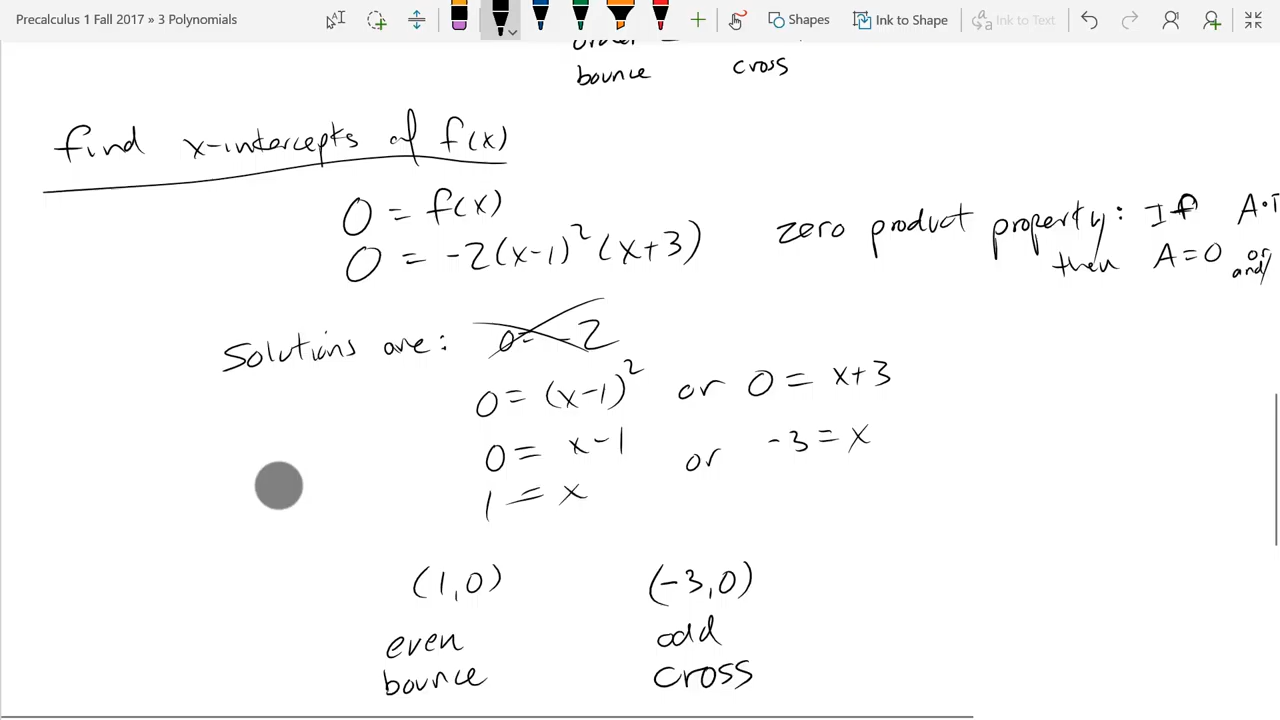 Precalculus 1 Fall 2017 » 3 Polynomials
Shapes
Ink to Shape
Ink to Text
bounce cross
find x-intercepts of f(x)
0 = f(x)
0 = -2(x-1)² (x+3)
zero product property: If A·
then A=0 or
and/
Solutions are: 0=-2
0 = (x-1)² or 0 = x+3
0 = x-1 or -3 = x
1 = x
(1,0) (-3,0)
even odd
bounce cross